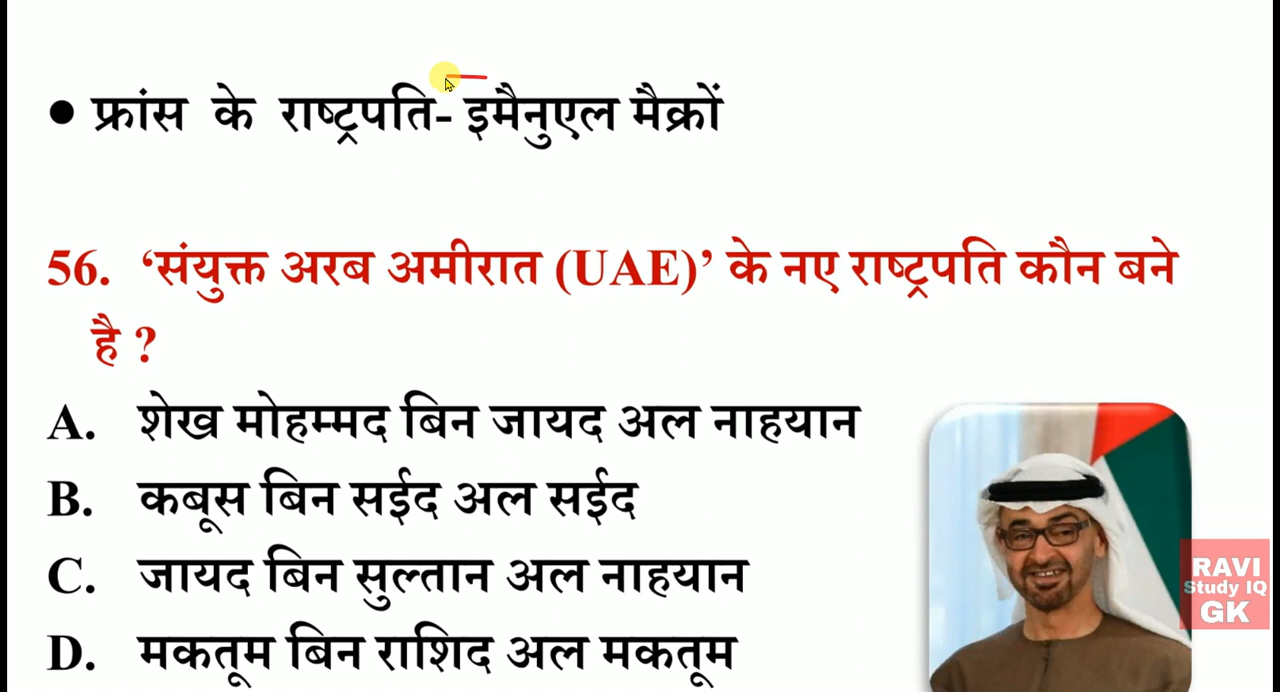 ● फ्रांस के राष्ट्रपति- इमैनुएल मैक्रों
56. ‘संयुक्त अरब अमीरात (UAE)’ के नए राष्ट्रपति कौन बने
है ?
A. शेख मोहम्मद बिन जायद अल नाहयान
B. कबूस बिन सईद अल सईद
C. जायद बिन सुल्तान अल नाहयान
D. मकतूम बिन राशिद अल मकतूम
RAVI
Study IQ
GK